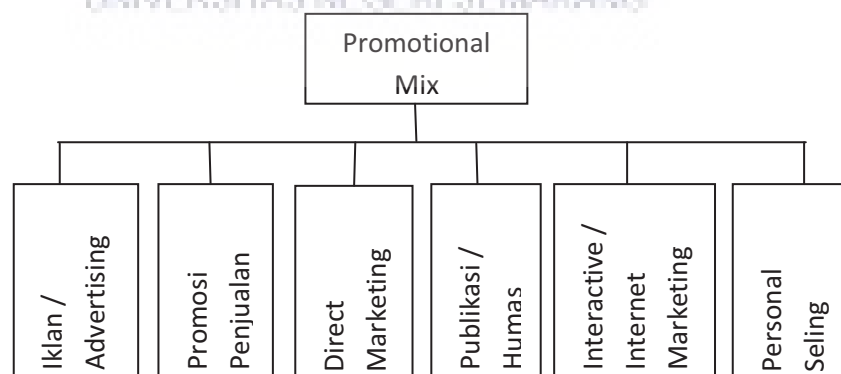 Promotional
Mix
Iklan /
Advertising
Promosi
Penjualan
Direct
Marketing
Publikasi /
Humas
Interactive /
Internet
Marketing
Personal
Seling